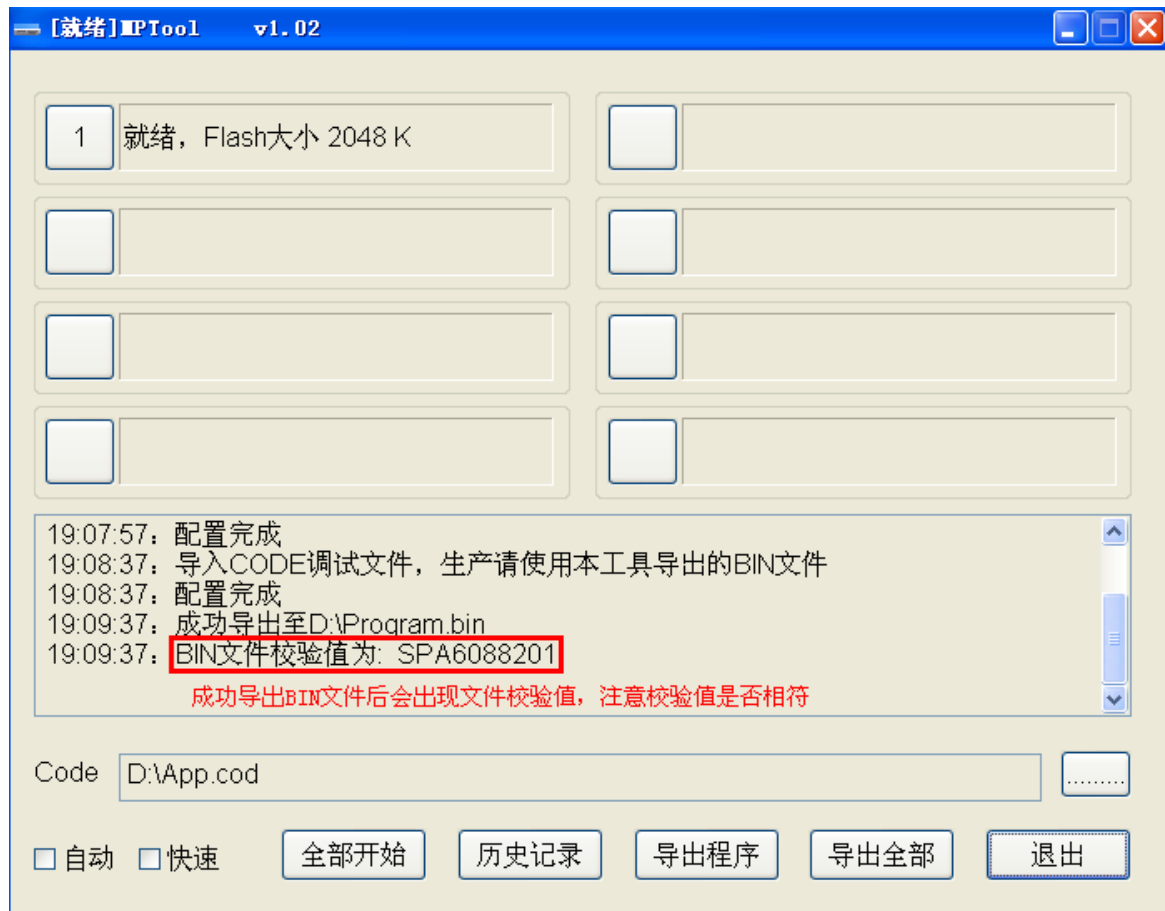 [就绪]MPTool v1.02
1 就绪，Flash大小 2048 K
19:07:57：配置完成
19:08:37：导入CODE调试文件，生产请使用本工具导出的BIN文件
19:08:37：配置完成
19:09:37：成功导出至D:\Program.bin
19:09:37：BIN文件校验值为: SPA6088201
成功导出BIN文件后会出现文件校验值，注意校验值是否相符
Code D:\App.cod .........
自动 快速 全部开始 历史记录 导出程序 导出全部 退出